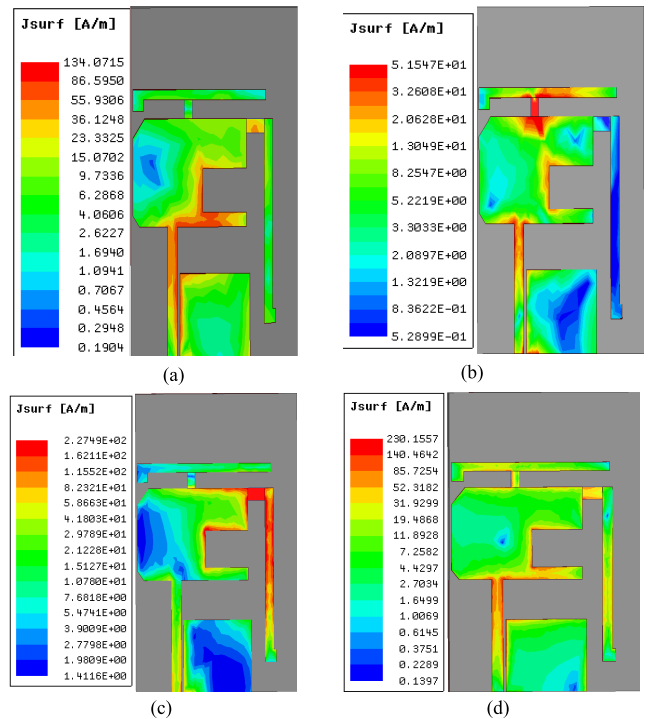 Jsurf [A/m]
134.0715
86.5950
55.9306
36.1248
23.3325
15.0702
9.7336
6.2868
4.0606
2.6227
1.6940
1.0941
0.7067
0.4564
0.2948
0.1904
(a)
Jsurf [A/m]
5.1547E+01
3.2608E+01
2.0628E+01
1.3049E+01
8.2547E+00
5.2219E+00
3.3033E+00
2.0897E+00
1.3219E+00
8.3622E-01
5.2899E-01
(b)
Jsurf [A/m]
2.2749E+02
1.6211E+02
1.1552E+02
8.2321E+01
5.8663E+01
4.1803E+01
2.9789E+01
2.1228E+01
1.5127E+01
1.0780E+01
7.6818E+00
5.4741E+00
3.9009E+00
2.7798E+00
1.9809E+00
1.4116E+00
(c)
Jsurf [A/m]
230.1557
140.4642
85.7254
52.3182
31.9299
19.4868
11.8928
7.2582
4.4297
2.7034
1.6499
1.0069
0.6145
0.3751
0.2289
0.1397
(d)